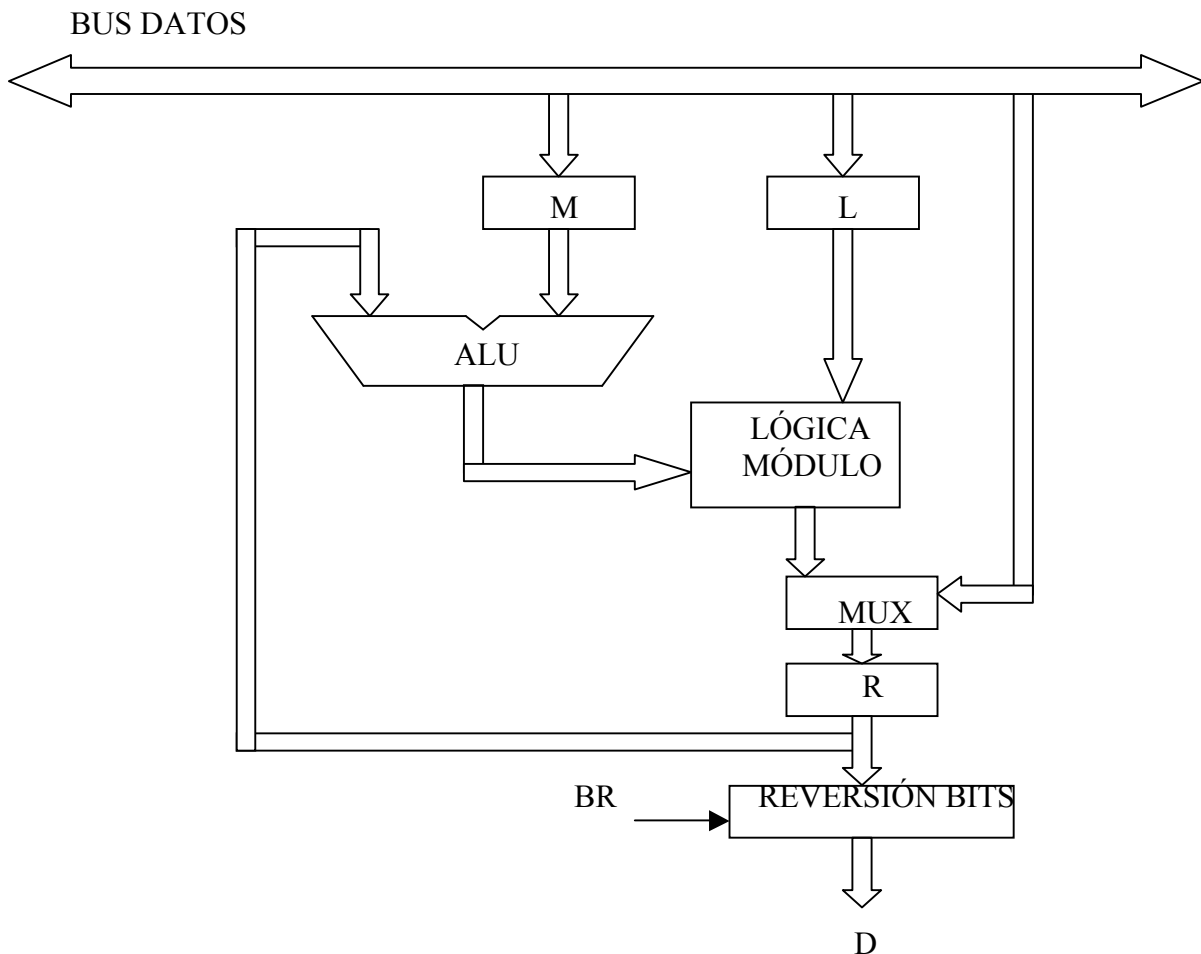 BUS DATOS
M
L
ALU
LÓGICA
MÓDULO
MUX
R
BR
REVERSIÓN BITS
D